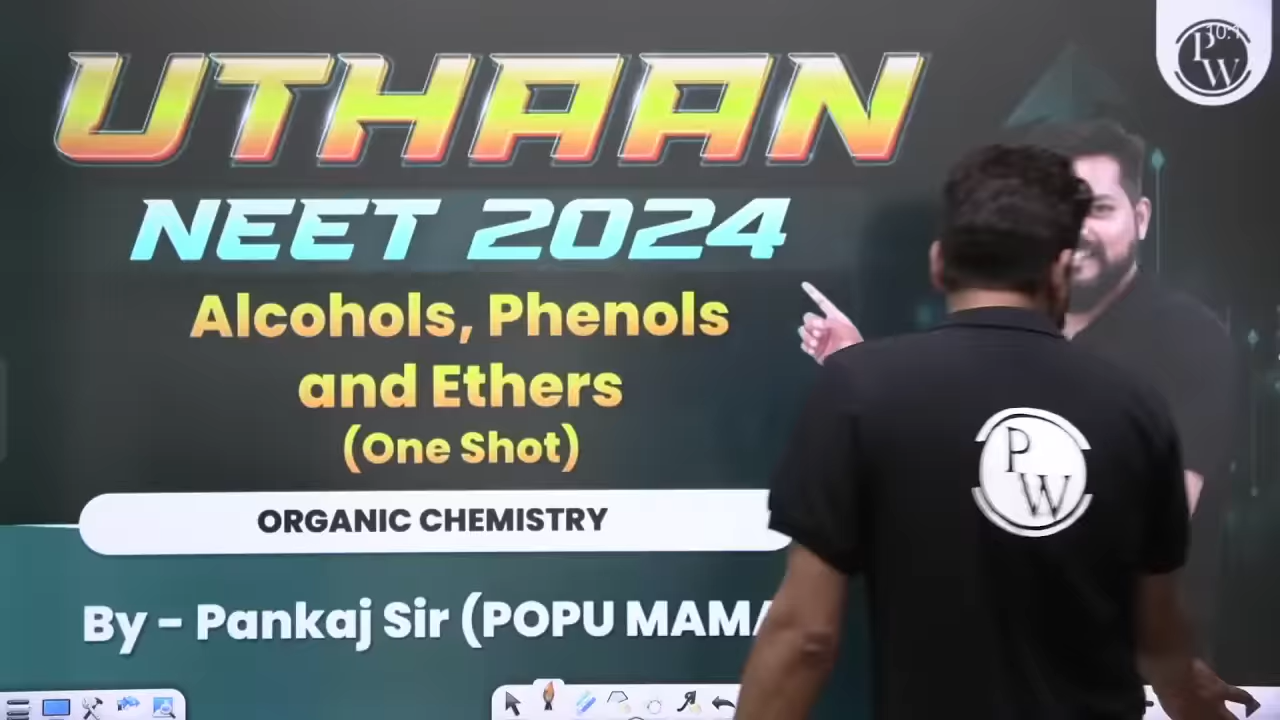 UTHAAN
NEET 2024
Alcohols, Phenols
and Ethers
(One Shot)
ORGANIC CHEMISTRY
By - Pankaj Sir (POPU MAMA
PW
PW